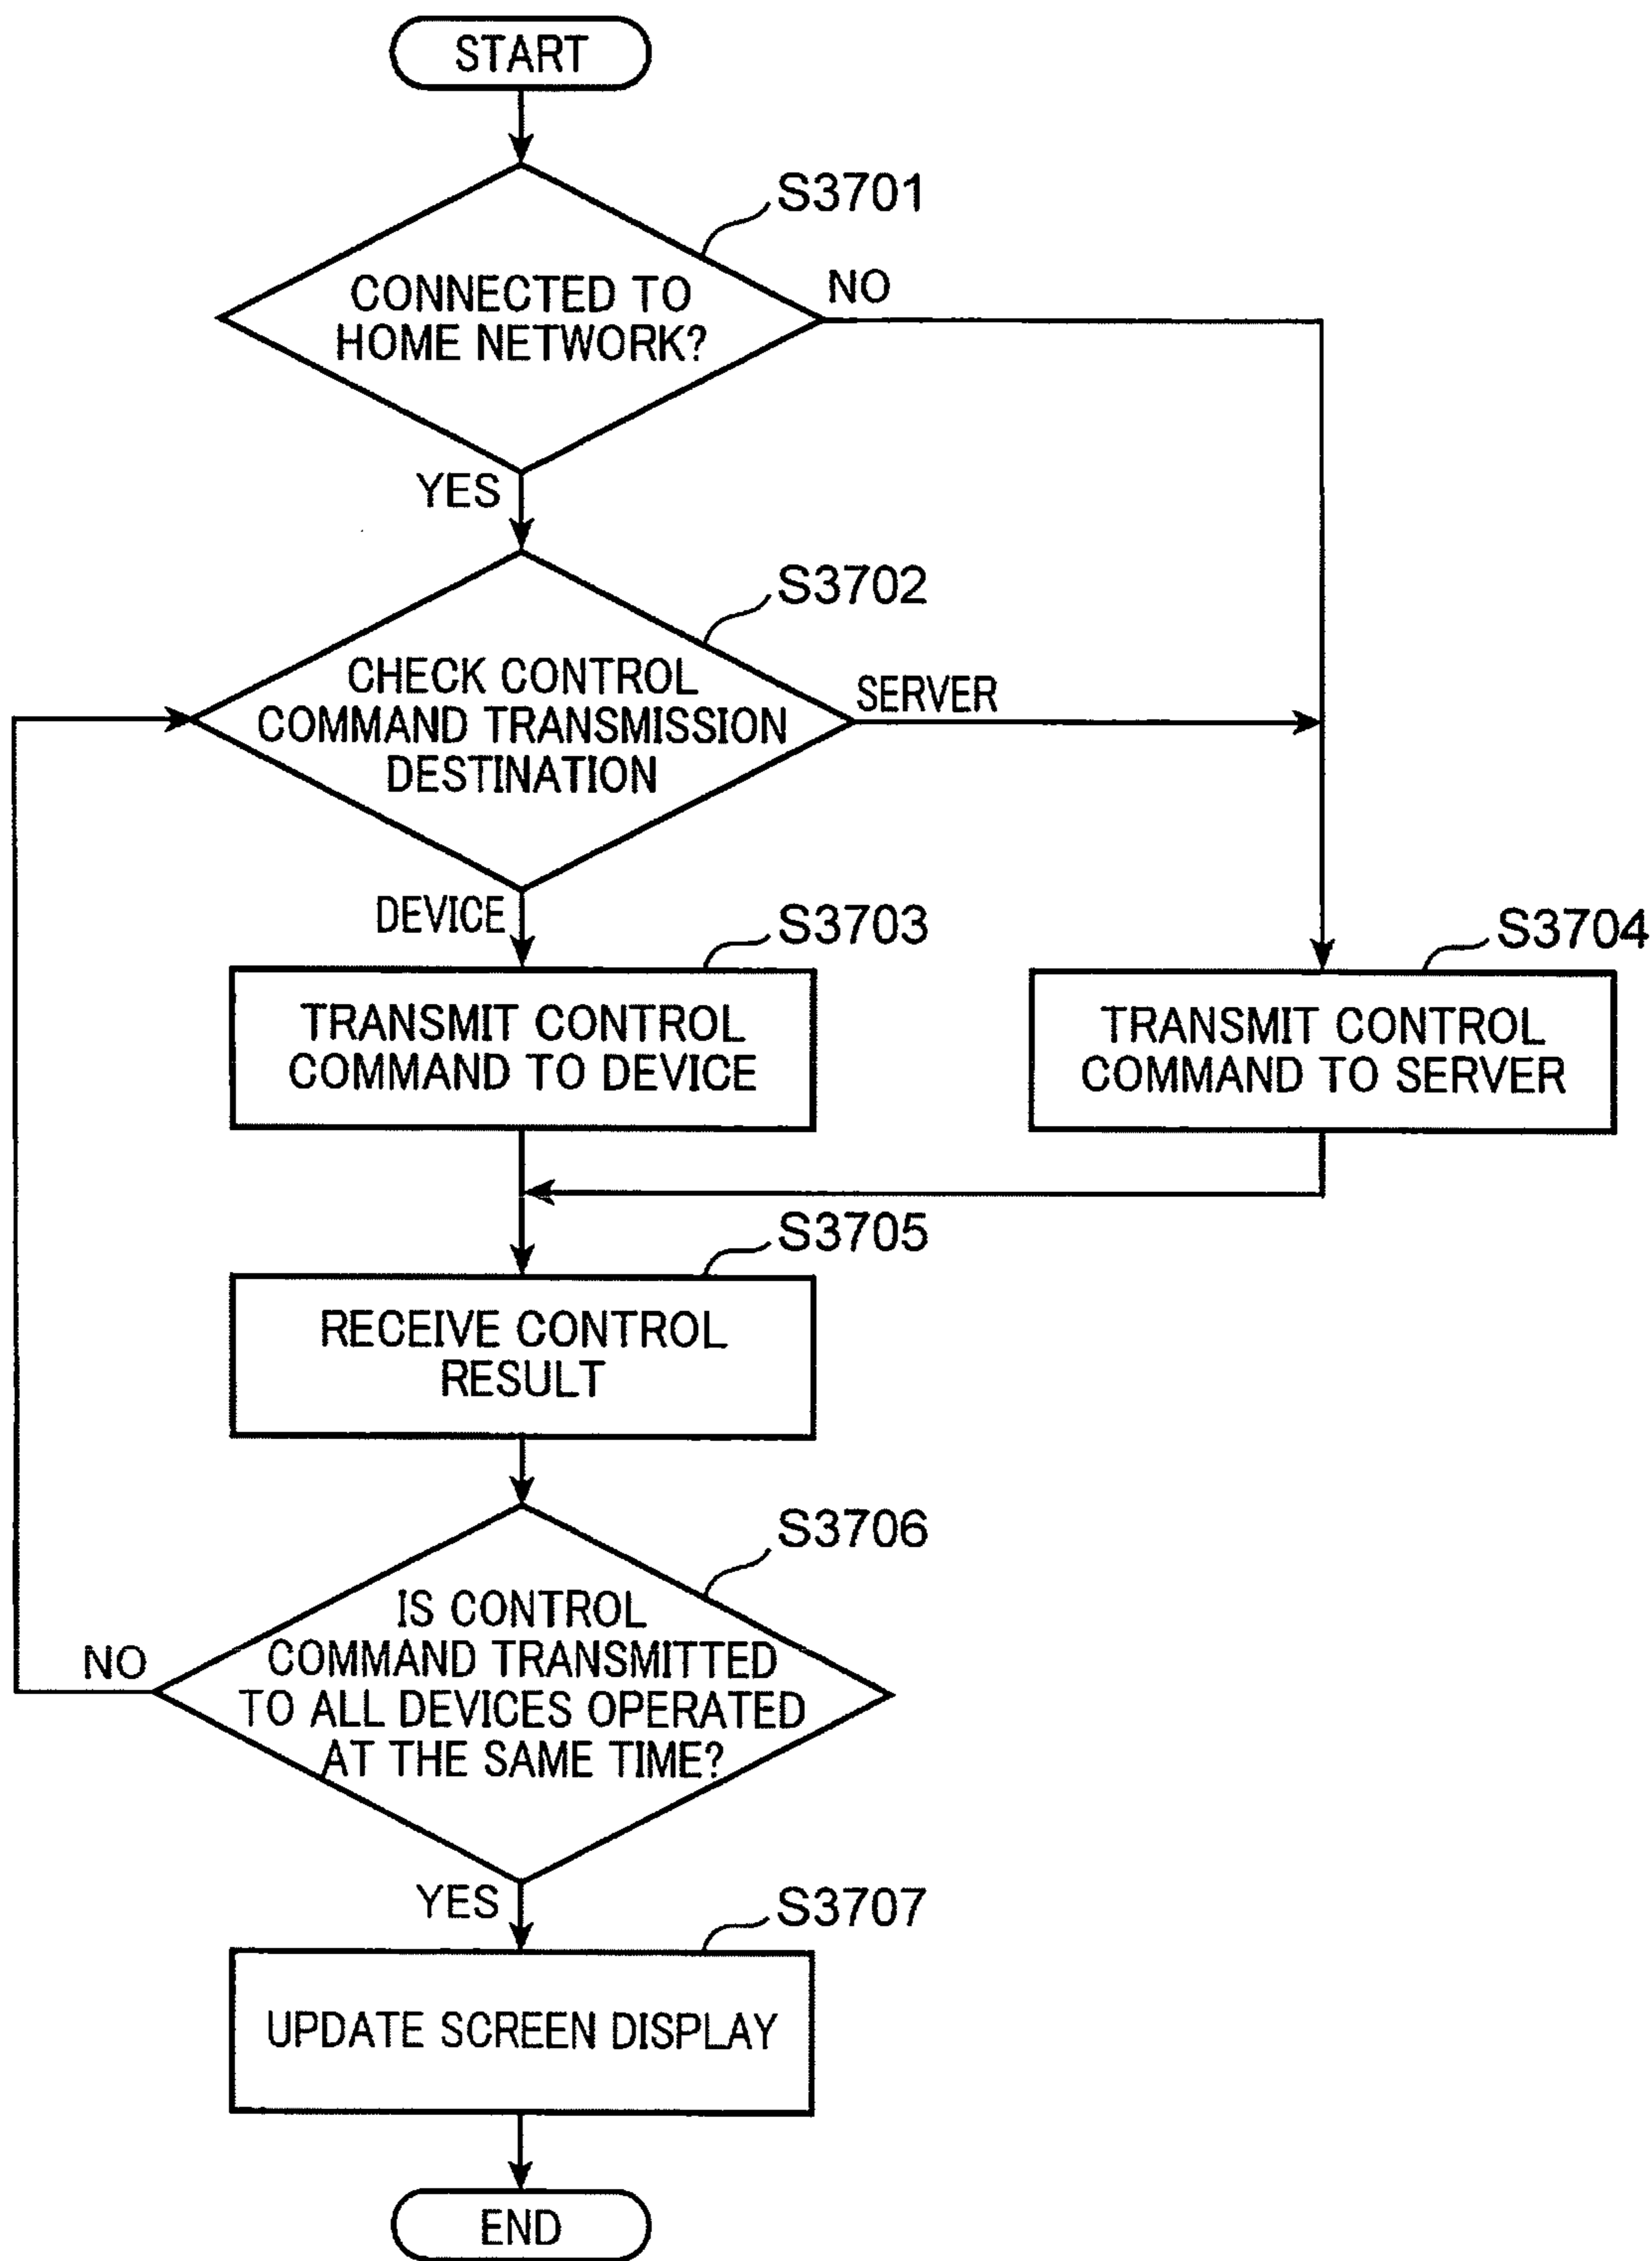 START
S3701
CONNECTED TO
HOME NETWORK?
NO
YES
S3702
CHECK CONTROL
COMMAND TRANSMISSION
DESTINATION
SERVER
DEVICE
S3703
TRANSMIT CONTROL
COMMAND TO DEVICE
S3704
TRANSMIT CONTROL
COMMAND TO SERVER
S3705
RECEIVE CONTROL
RESULT
S3706
IS CONTROL
COMMAND TRANSMITTED
TO ALL DEVICES OPERATED
AT THE SAME TIME?
NO
YES
S3707
UPDATE SCREEN DISPLAY
END